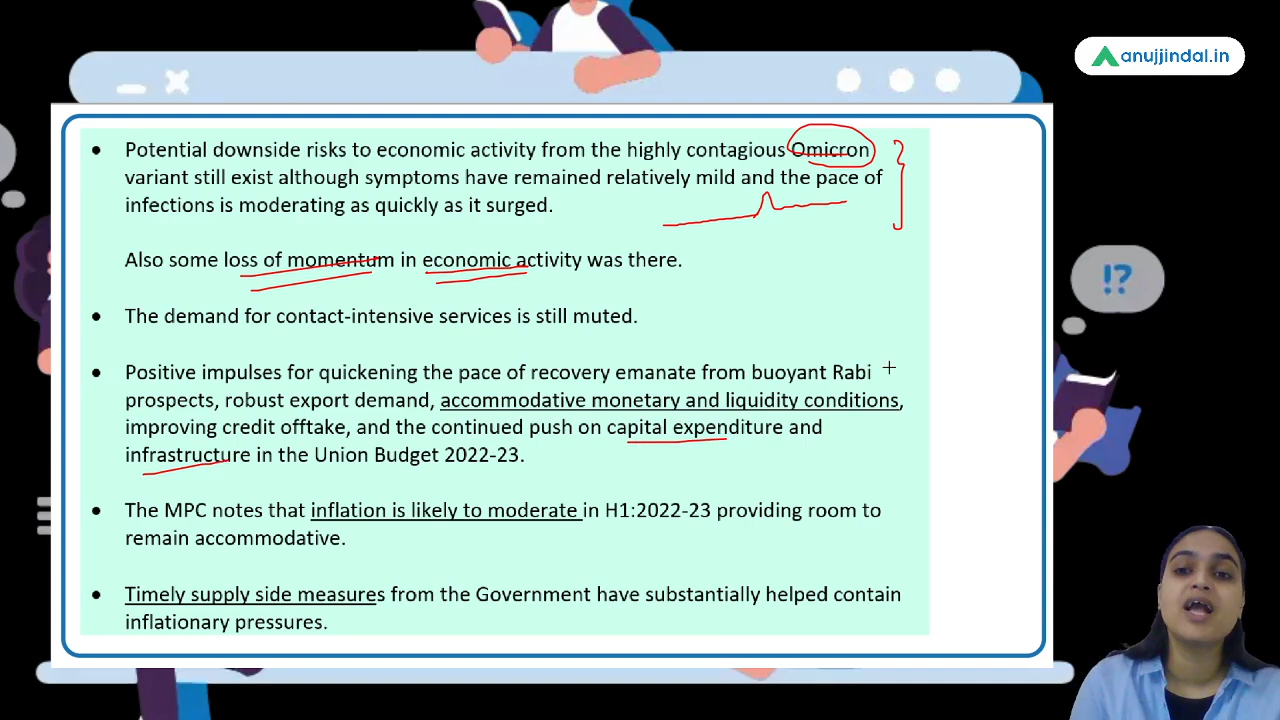 anujjindal.in
• Potential downside risks to economic activity from the highly contagious Omicron
variant still exist although symptoms have remained relatively mild and the pace of
infections is moderating as quickly as it surged.
Also some loss of momentum in economic activity was there.
• The demand for contact-intensive services is still muted.
• Positive impulses for quickening the pace of recovery emanate from buoyant Rabi
prospects, robust export demand, accommodative monetary and liquidity conditions,
improving credit offtake, and the continued push on capital expenditure and
infrastructure in the Union Budget 2022-23.
• The MPC notes that inflation is likely to moderate in H1:2022-23 providing room to
remain accommodative.
• Timely supply side measures from the Government have substantially helped contain
inflationary pressures.
!?